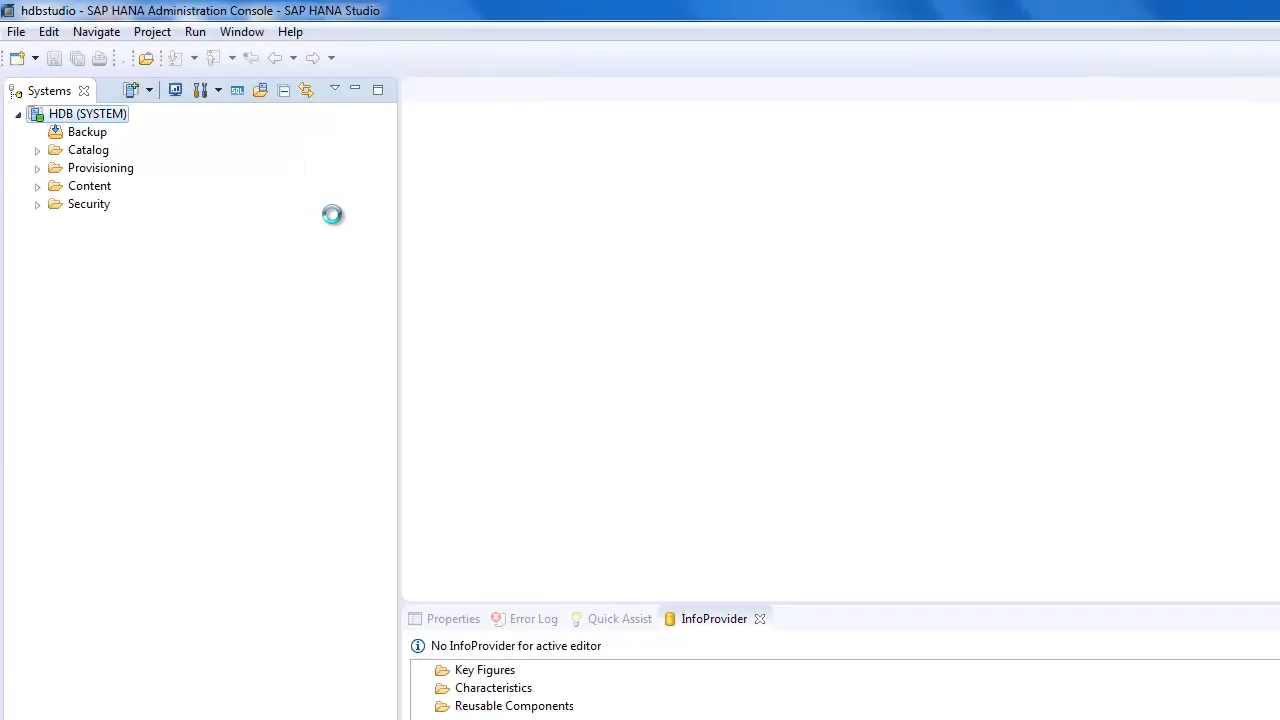 hdbstudio - SAP HANA Administration Console - SAP HANA Studio
File Edit Navigate Project Run Window Help
Systems
SQL
HDB (SYSTEM)
Backup
Catalog
Provisioning
Content
Security
Properties Error Log Quick Assist InfoProvider
No InfoProvider for active editor
Key Figures
Characteristics
Reusable Components